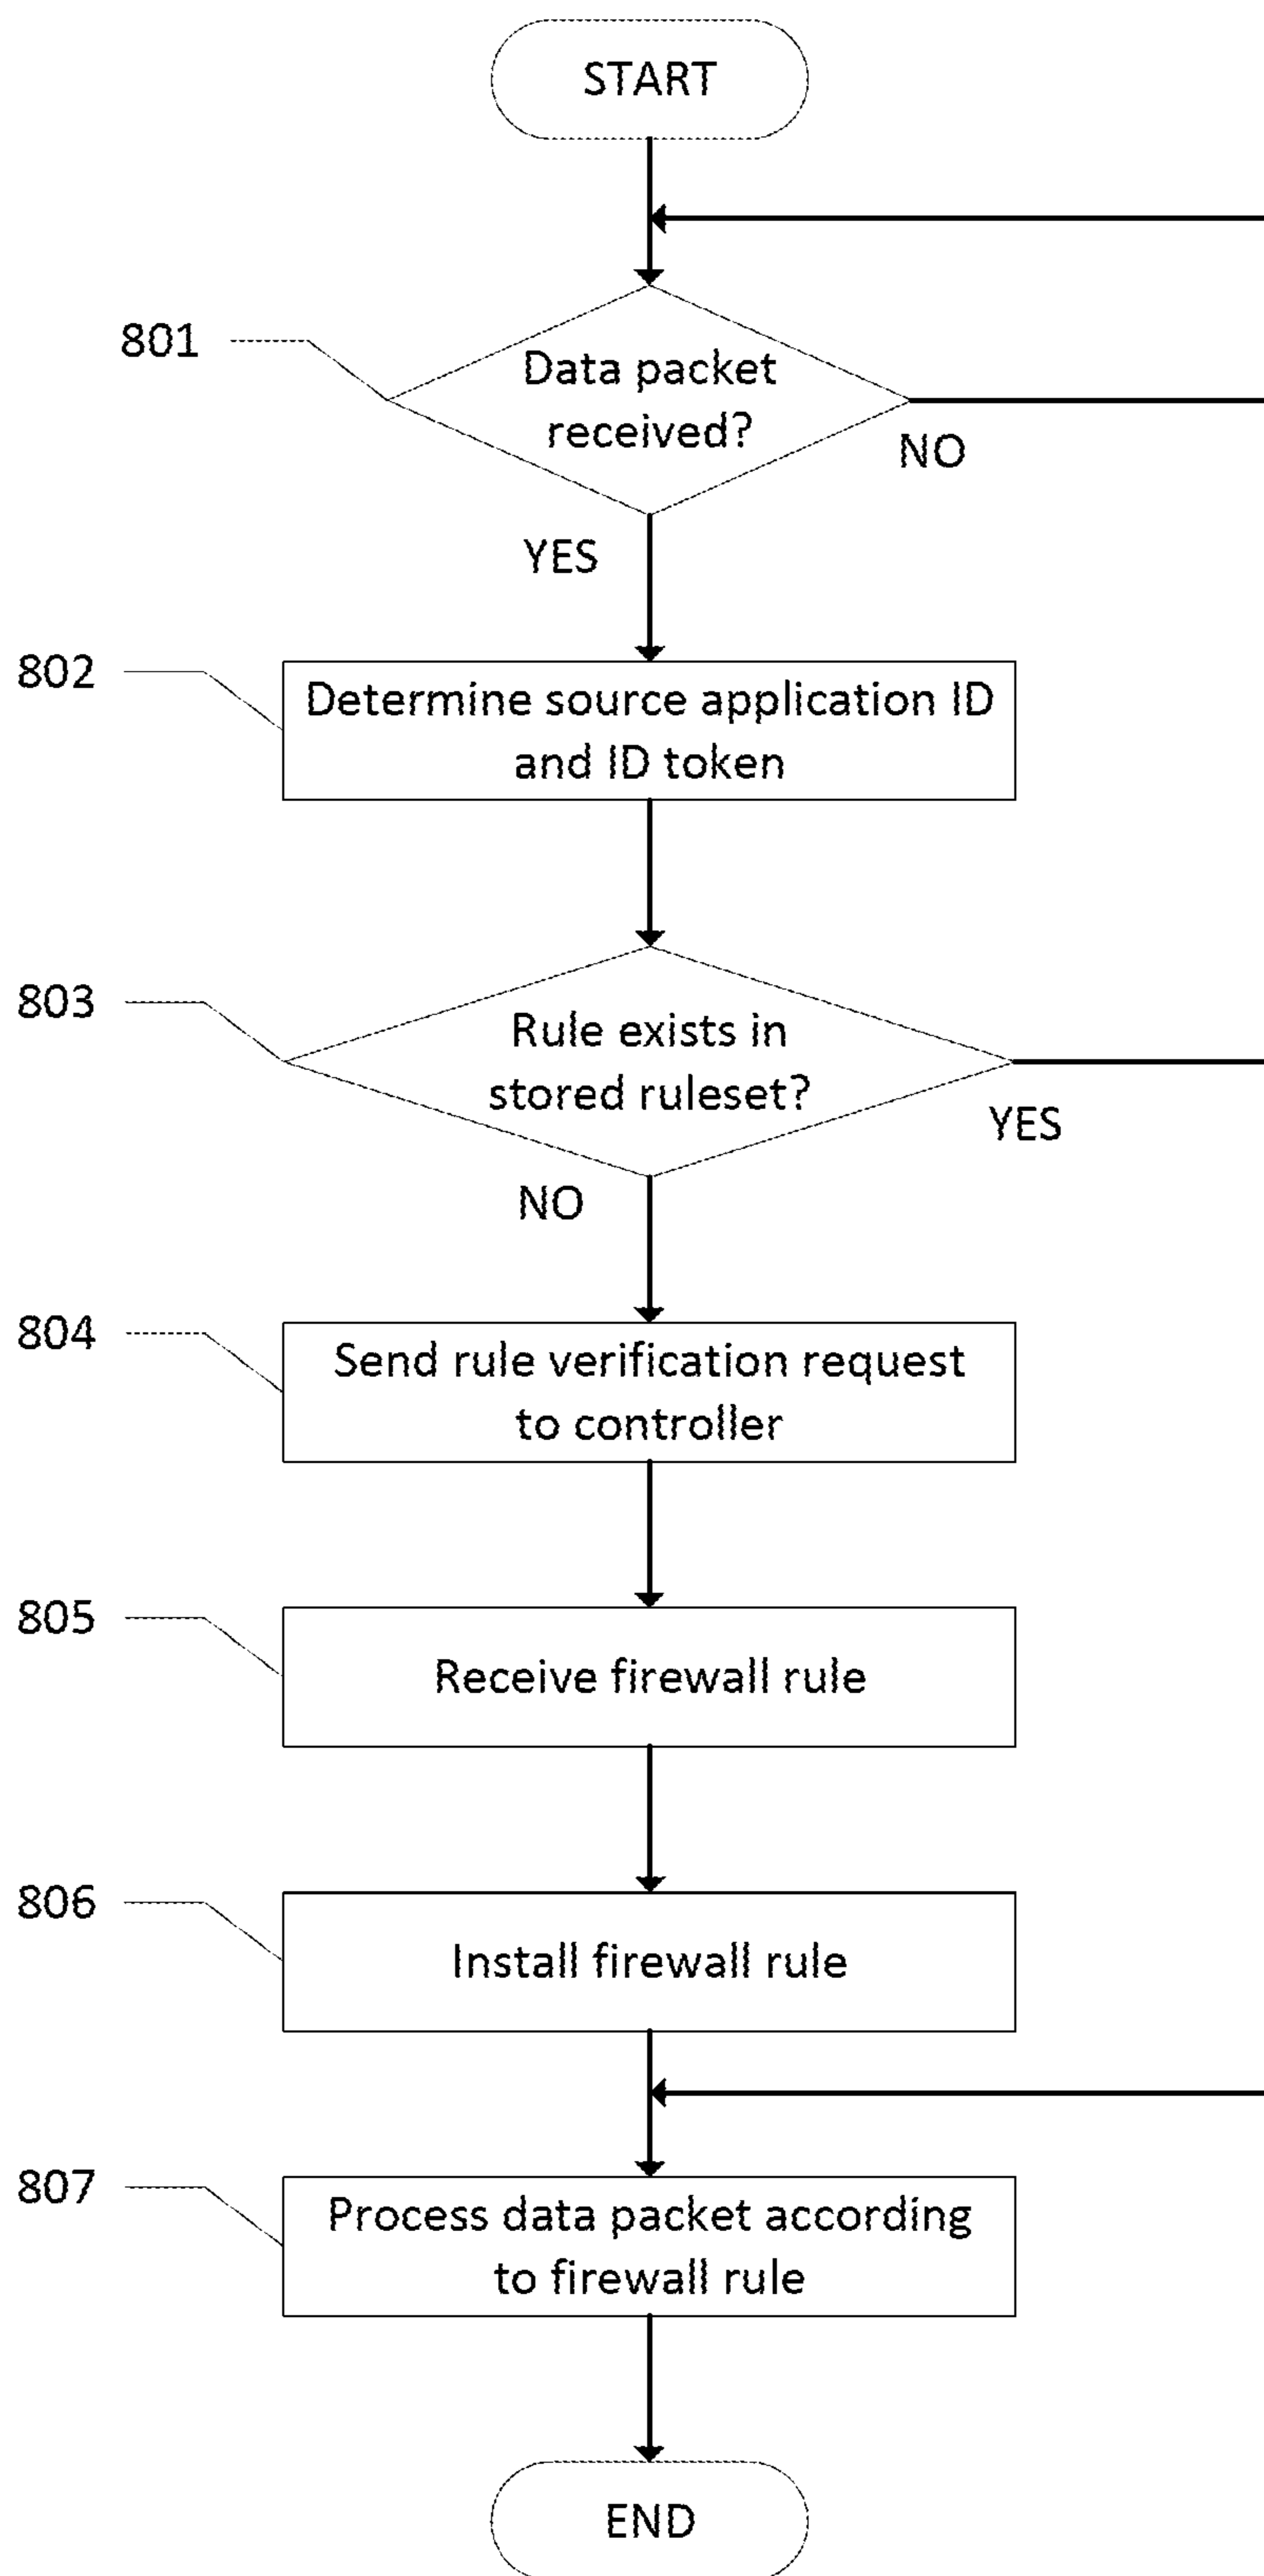 START
801
Data packet
received?
NO
YES
802
Determine source application ID
and ID token
803
Rule exists in
stored ruleset?
YES
NO
804
Send rule verification request
to controller
805
Receive firewall rule
806
Install firewall rule
807
Process data packet according
to firewall rule
END